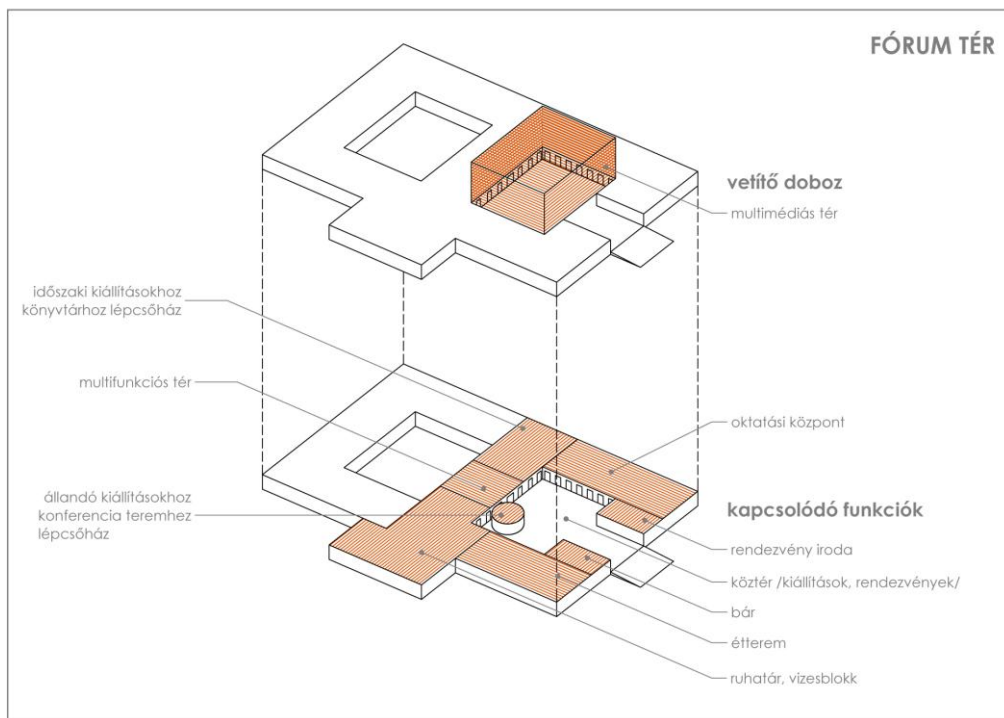 FÓRUM TÉR
vetítő doboz
multimédiás tér
időszaki kiállításokhoz
könyvtárhoz lépcsőház
multifunkciós tér
oktatási központ
állandó kiállításokhoz
konferencia teremhez
lépcsőház
kapcsolódó funkciók
rendezvény iroda
köztér /kiállítások, rendezvények/
bár
étterem
ruhatár, vizesblokk